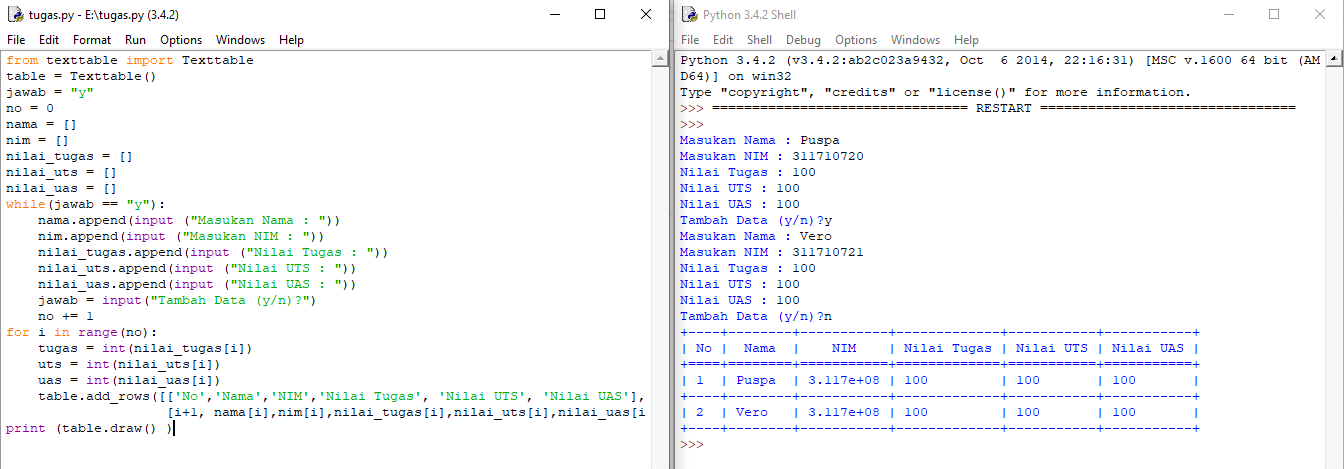 tugas.py - E:\tugas.py (3.4.2)
File Edit Format Run Options Windows Help
from texttable import Texttable
table = Texttable()
jawab = "y"
no = 0
nama = []
nim = []
nilai_tugas = []
nilai_uts = []
nilai_uas = []
while(jawab == "y"):
    nama.append(input ("Masukan Nama : "))
    nim.append(input ("Masukan NIM : "))
    nilai_tugas.append(input ("Nilai Tugas : "))
    nilai_uts.append(input ("Nilai UTS : "))
    nilai_uas.append(input ("Nilai UAS : "))
    jawab = input("Tambah Data (y/n)?")
    no += 1
for i in range(no):
    tugas = int(nilai_tugas[i])
    uts = int(nilai_uts[i])
    uas = int(nilai_uas[i])
    table.add_rows([['No','Nama','NIM','Nilai Tugas', 'Nilai UTS', 'Nilai UAS'],
                    [i+1, nama[i],nim[i],nilai_tugas[i],nilai_uts[i],nilai_uas[i
print (table.draw() )
Python 3.4.2 Shell
File Edit Shell Debug Options Windows Help
Python 3.4.2 (v3.4.2:ab2c023a9432, Oct  6 2014, 22:16:31) [MSC v.1600 64 bit (AM
D64)] on win32
Type "copyright", "credits" or "license()" for more information.
>>> ================================ RESTART ================================
>>>
Masukan Nama : Puspa
Masukan NIM : 311710720
Nilai Tugas : 100
Nilai UTS : 100
Nilai UAS : 100
Tambah Data (y/n)?y
Masukan Nama : Vero
Masukan NIM : 311710721
Nilai Tugas : 100
Nilai UTS : 100
Nilai UAS : 100
Tambah Data (y/n)?n
+----+--------+-----------+-------------+-----------+-----------+
| No |  Nama  |    NIM    | Nilai Tugas | Nilai UTS | Nilai UAS |
+====+========+===========+=============+===========+===========+
| 1  | Puspa  | 3.117e+08 | 100         | 100       | 100       |
+----+--------+-----------+-------------+-----------+-----------+
| 2  | Vero   | 3.117e+08 | 100         | 100       | 100       |
+----+--------+-----------+-------------+-----------+-----------+
>>>